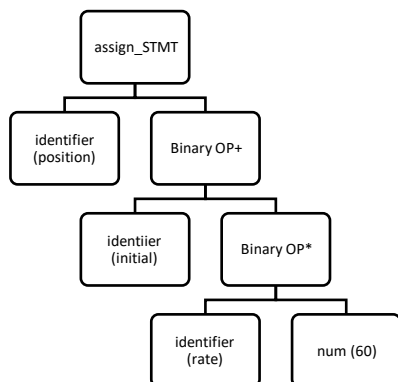 assign_STMT
identifier
(position)
Binary OP+
identiier
(initial)
Binary OP*
identifier
(rate)
num (60)